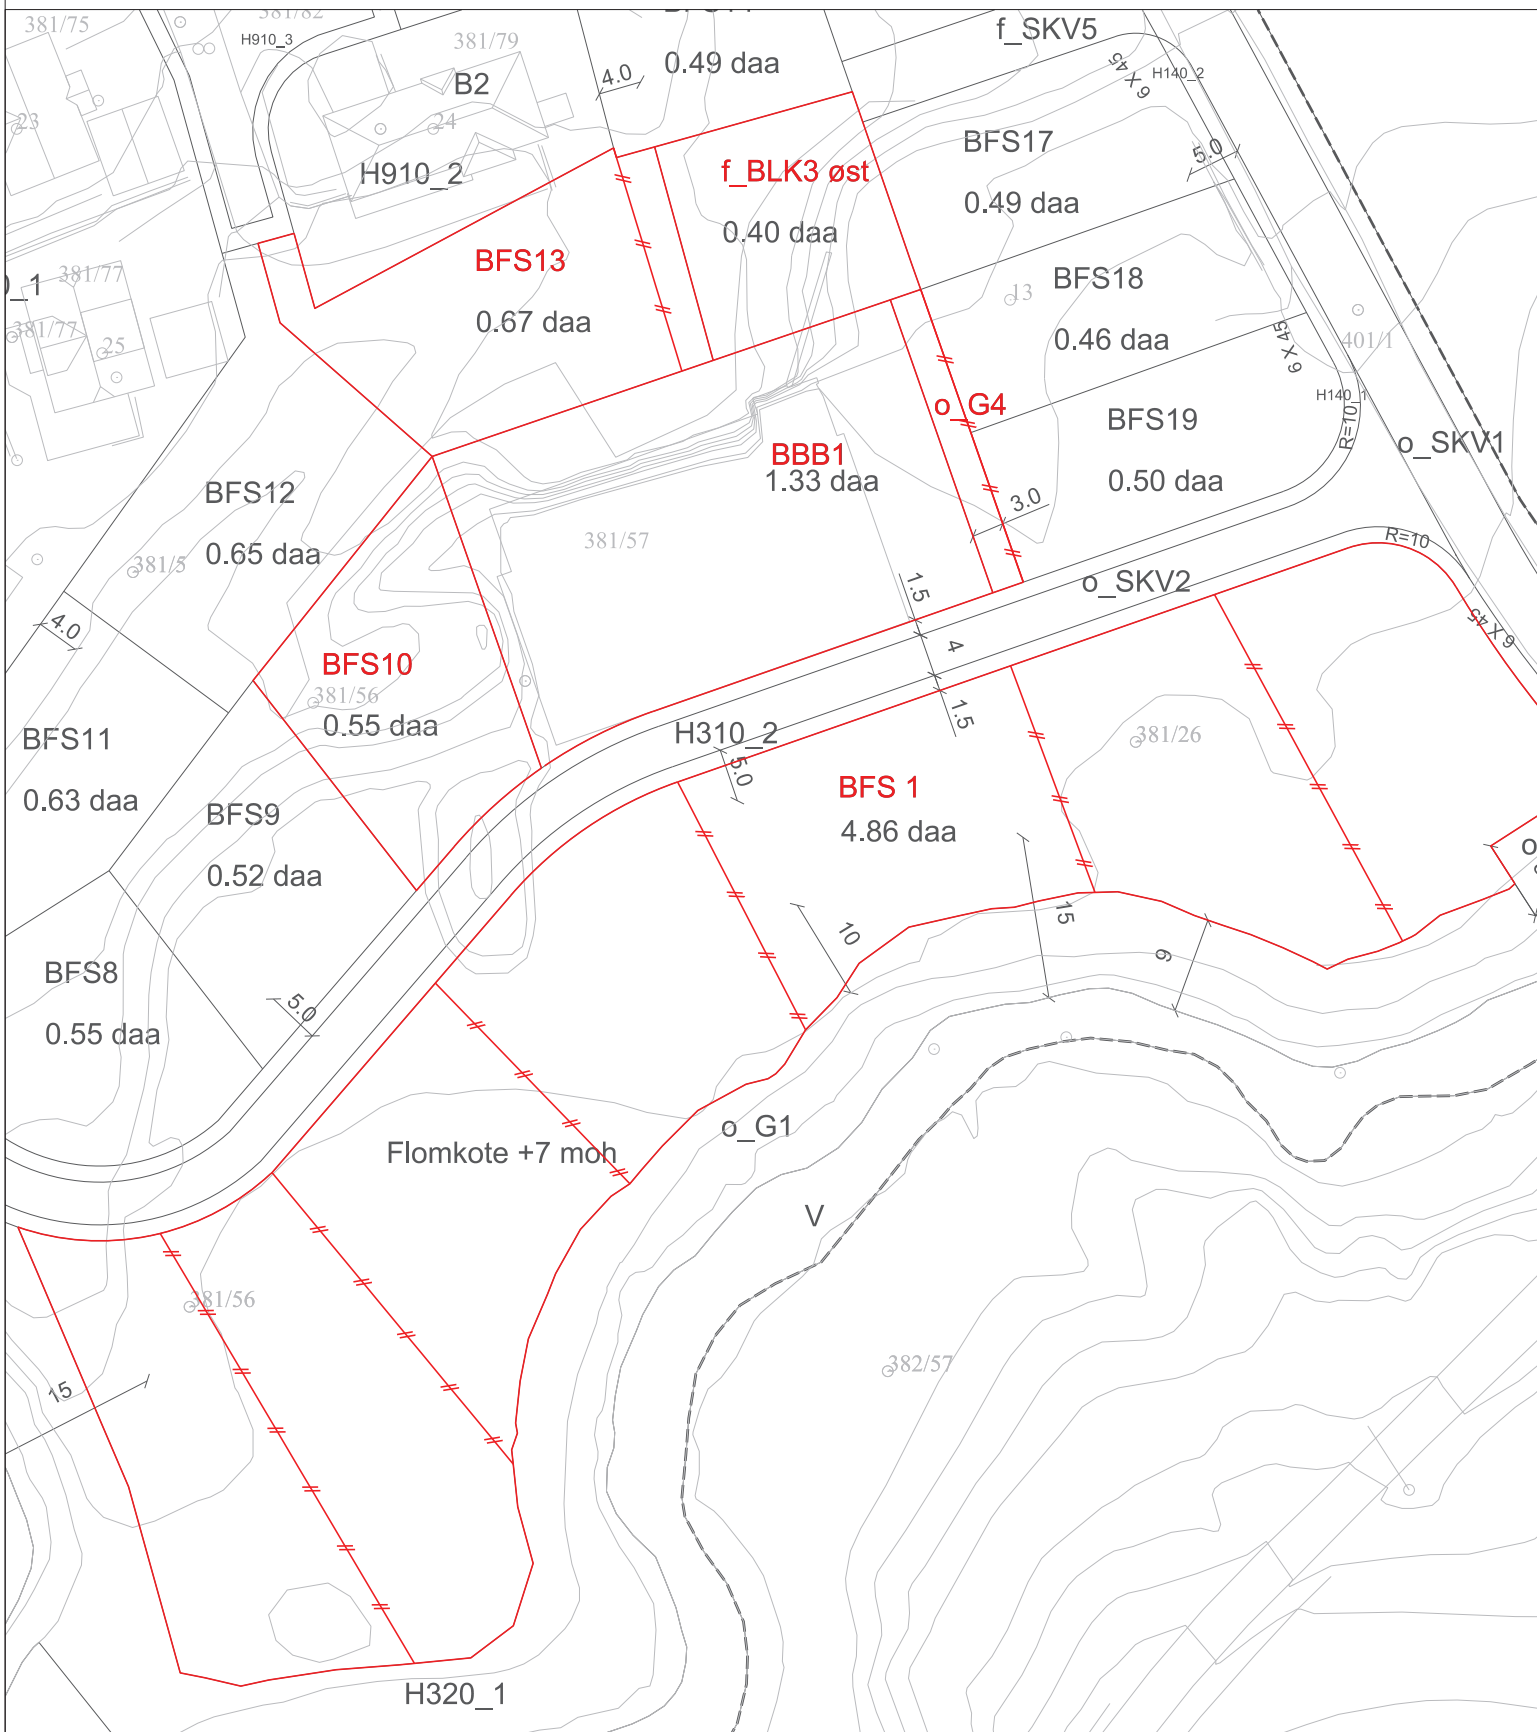 381/75
381/82
H910_3
381/79
B2
4.0
0.49 daa
f_SKV5
6 X 45
H140_2
23
24
H910_2
f_BLK3 øst
0.40 daa
BFS17
0.49 daa
5.0
BFS13
0.67 daa
381/77
381/77
25
BFS18
0.46 daa
13
6 X 45
401/1
H140_1
R=10
o_G4
BFS19
0.50 daa
o_SKV1
BBB1
1.33 daa
BFS12
0.65 daa
381/5
381/57
3.0
R=10
o_SKV2
1.5
4
1.5
6 X 45
4.0
BFS10
381/56
0.55 daa
H310_2
5.0
BFS11
0.63 daa
BFS 1
4.86 daa
381/26
BFS9
0.52 daa
15
10
6
BFS8
0.55 daa
5.0
o_G1
Flomkote +7 moh
V
381/56
15
382/57
H320_1